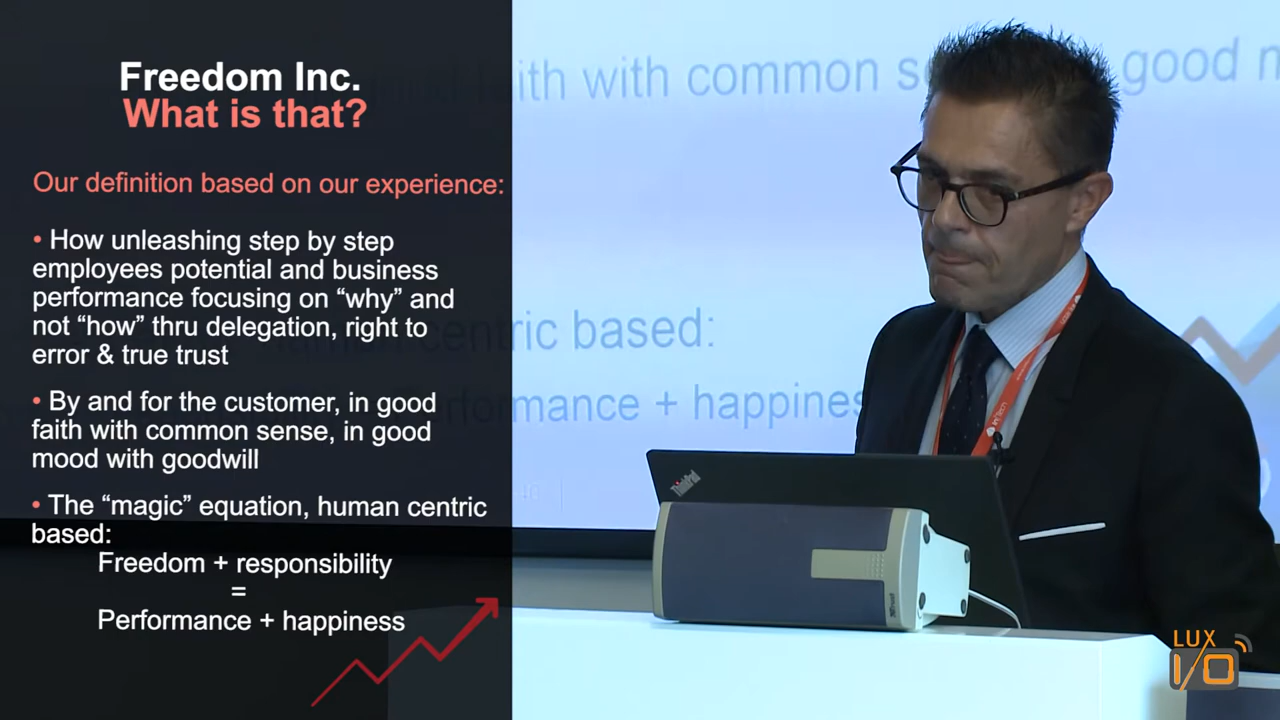 Freedom Inc.
What is that?
Our definition based on our experience:
• How unleashing step by step
employees potential and business
performance focusing on “why” and
not “how” thru delegation, right to
error & true trust
• By and for the customer, in good
faith with common sense, in good
mood with goodwill
• The “magic” equation, human centric
based:
Freedom + responsibility
=
Performance + happiness
faith with common
good
centric based:
Performance + happines
ThinkPad
Trust
LUX
I/O